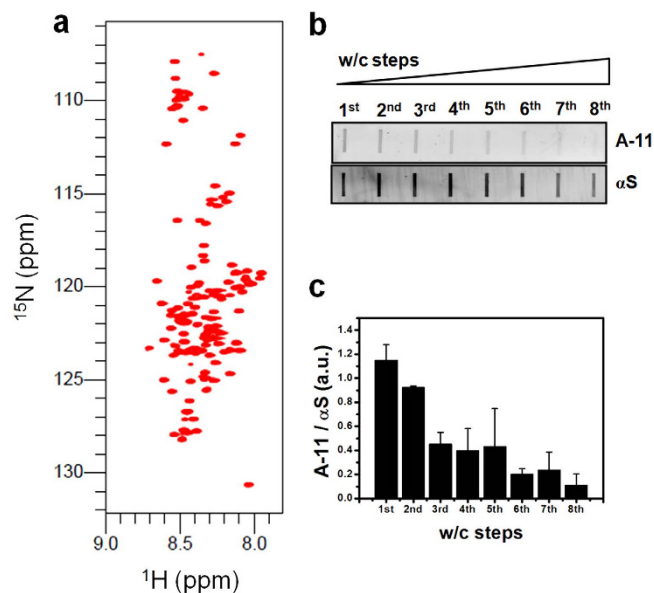 a
110
115
120
125
130
¹⁵N (ppm)
9.0 8.5 8.0
¹H (ppm)
b
w/c steps
1st 2nd 3rd 4th 5th 6th 7th 8th
A-11
αS
c
1.4
1.2
1.0
0.8
0.6
0.4
0.2
0.0
A-11 / αS (a.u.)
1st 2nd 3rd 4th 5th 6th 7th 8th
w/c steps